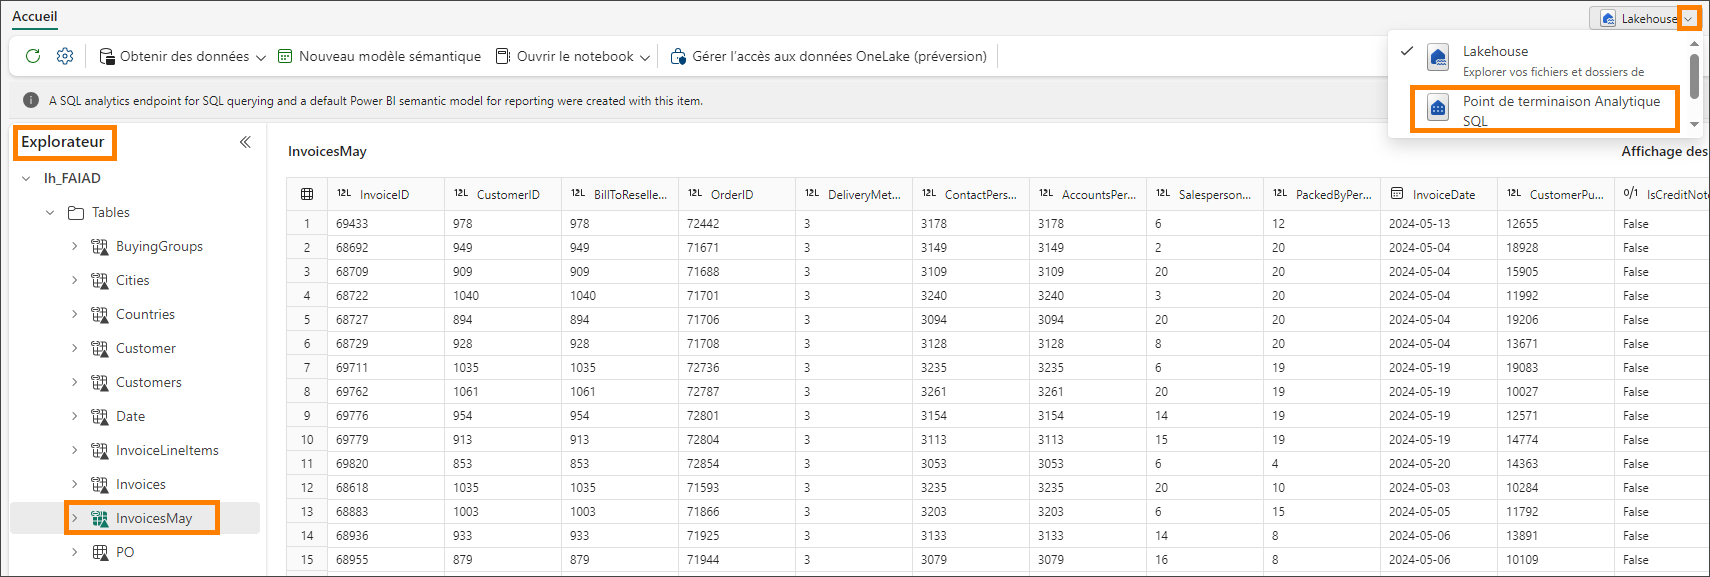 Accueil
Lakehouse
Obtenir des données
Nouveau modèle sémantique
Ouvrir le notebook
Gérer l'accès aux données OneLake (préversion)
Lakehouse
Explorer vos fichiers et dossiers de
Point de terminaison Analytique
SQL
A SQL analytics endpoint for SQL querying and a default Power BI semantic model for reporting were created with this item.
Explorateur
lh_FAIAD
Tables
BuyingGroups
Cities
Countries
Customer
Customers
Date
InvoiceLineItems
Invoices
InvoicesMay
PO
InvoicesMay
Affichage des
12L InvoiceID 12L CustomerID 12L BillToReselle... 12L OrderID 12L DeliveryMet... 12L ContactPers... 12L AccountsPer... 12L Salesperson... 12L PackedByPer... InvoiceDate 12L CustomerPu... 0/1 IsCreditNot
1 69433 978 978 72442 3 3178 3178 6 12 2024-05-13 12655 False
2 68692 949 949 71671 3 3149 3149 2 20 2024-05-04 18928 False
3 68709 909 909 71688 3 3109 3109 20 20 2024-05-04 15905 False
4 68722 1040 1040 71701 3 3240 3240 3 20 2024-05-04 11992 False
5 68727 894 894 71706 3 3094 3094 20 20 2024-05-04 19206 False
6 68729 928 928 71708 3 3128 3128 8 20 2024-05-04 13671 False
7 69711 1035 1035 72736 3 3235 3235 6 19 2024-05-19 19083 False
8 69762 1061 1061 72787 3 3261 3261 20 19 2024-05-19 10027 False
9 69776 954 954 72801 3 3154 3154 14 19 2024-05-19 12571 False
10 69779 913 913 72804 3 3113 3113 15 19 2024-05-19 14774 False
11 69820 853 853 72854 3 3053 3053 6 4 2024-05-20 14363 False
12 68618 1035 1035 71593 3 3235 3235 20 10 2024-05-03 10284 False
13 68883 1003 1003 71866 3 3203 3203 6 15 2024-05-05 11792 False
14 68936 933 933 71925 3 3133 3133 14 8 2024-05-06 13891 False
15 68955 879 879 71944 3 3079 3079 16 8 2024-05-06 10109 False